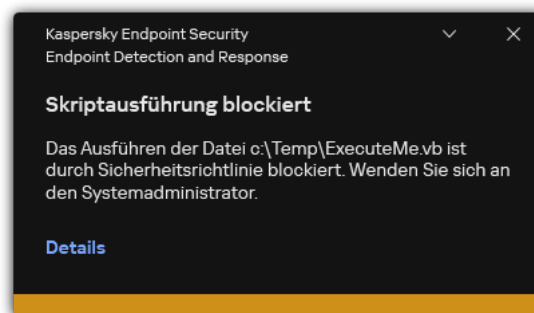 Kaspersky Endpoint Security
Endpoint Detection and Response
Skriptausführung blockiert
Das Ausführen der Datei c:\Temp\ExecuteMe.vb ist
durch Sicherheitsrichtlinie blockiert. Wenden Sie sich an
den Systemadministrator.
Details